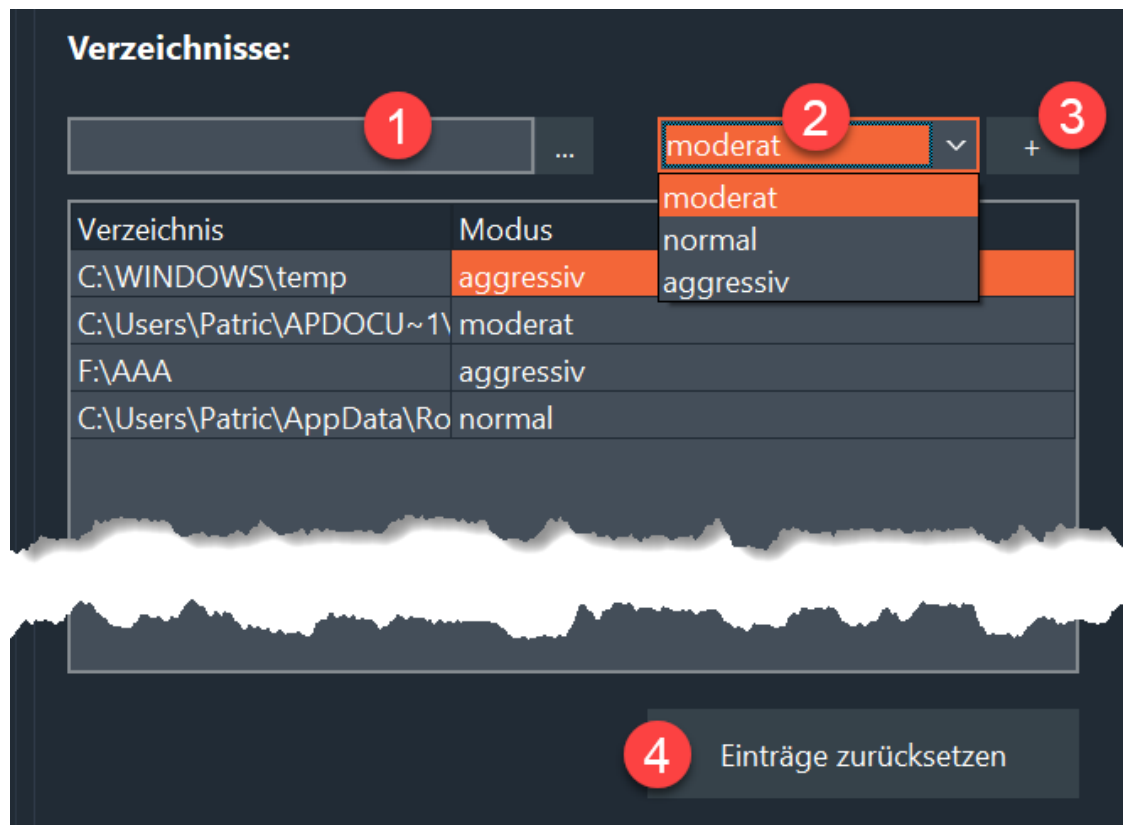 Verzeichnisse:
1
2
3
... moderat +
moderat
normal
aggressiv
Verzeichnis Modus
C:\WINDOWS\temp aggressiv
C:\Users\Patric\APDOCU~1\ moderat
F:\AAA aggressiv
C:\Users\Patric\AppData\Ro normal
4 Einträge zurücksetzen